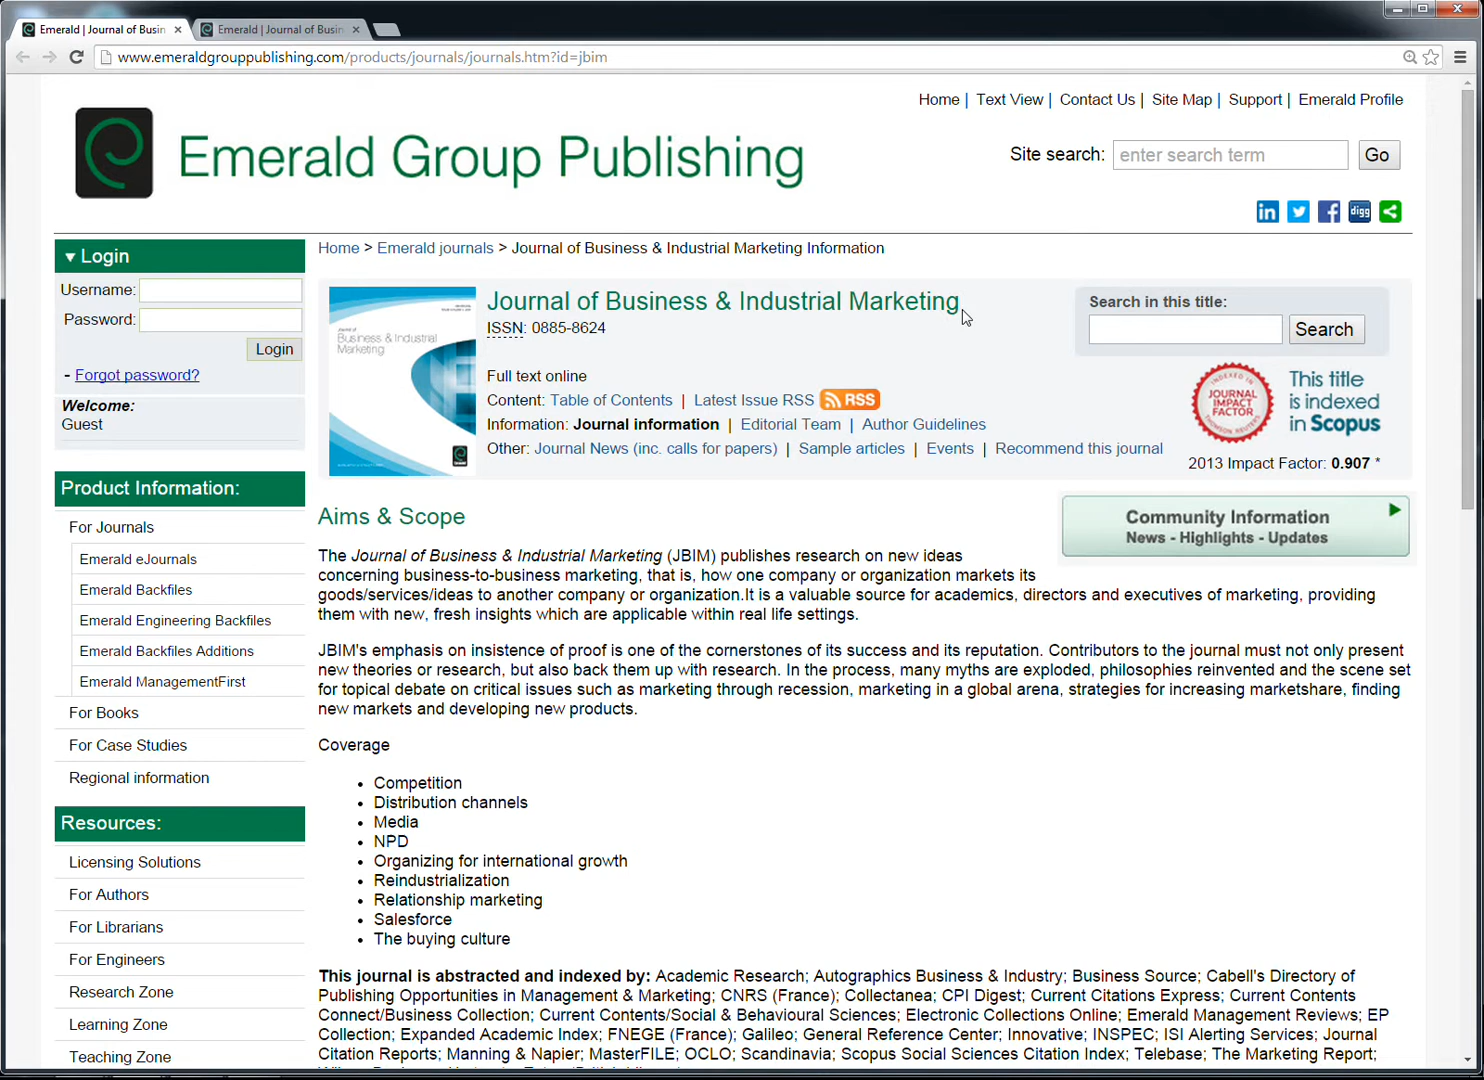 Emerald | Journal of Busin
Emerald | Journal of Busin
www.emeraldgrouppublishing.com/products/journals/journals.htm?id=jbim
Home | Text View | Contact Us | Site Map | Support | Emerald Profile
Emerald Group Publishing
Site search: enter search term Go
in digg
Login
Username:
Password:
Login
- Forgot password?
Welcome:
Guest
Product Information:
For Journals
Emerald eJournals
Emerald Backfiles
Emerald Engineering Backfiles
Emerald Backfiles Additions
Emerald ManagementFirst
For Books
For Case Studies
Regional information
Resources:
Licensing Solutions
For Authors
For Librarians
For Engineers
Research Zone
Learning Zone
Teaching Zone
Home > Emerald journals > Journal of Business & Industrial Marketing Information
Business & Industrial
Marketing
Journal of Business & Industrial Marketing
ISSN: 0885-8624
Full text online
Content: Table of Contents | Latest Issue RSS RSS
Information: Journal information | Editorial Team | Author Guidelines
Other: Journal News (inc. calls for papers) | Sample articles | Events | Recommend this journal
Search in this title:
Search
INDEXED IN
JOURNAL
IMPACT
FACTOR
THOMSON REUTERS
This title
is indexed
in Scopus
2013 Impact Factor: 0.907 *
Community Information
News - Highlights - Updates
Aims & Scope
The Journal of Business & Industrial Marketing (JBIM) publishes research on new ideas
concerning business-to-business marketing, that is, how one company or organization markets its
goods/services/ideas to another company or organization.It is a valuable source for academics, directors and executives of marketing, providing
them with new, fresh insights which are applicable within real life settings.
JBIM's emphasis on insistence of proof is one of the cornerstones of its success and its reputation. Contributors to the journal must not only present
new theories or research, but also back them up with research. In the process, many myths are exploded, philosophies reinvented and the scene set
for topical debate on critical issues such as marketing through recession, marketing in a global arena, strategies for increasing marketshare, finding
new markets and developing new products.
Coverage
• Competition
• Distribution channels
• Media
• NPD
• Organizing for international growth
• Reindustrialization
• Relationship marketing
• Salesforce
• The buying culture
This journal is abstracted and indexed by: Academic Research; Autographics Business & Industry; Business Source; Cabell's Directory of
Publishing Opportunities in Management & Marketing; CNRS (France); Collectanea; CPI Digest; Current Citations Express; Current Contents
Connect/Business Collection; Current Contents/Social & Behavioural Sciences; Electronic Collections Online; Emerald Management Reviews; EP
Collection; Expanded Academic Index; FNEGE (France); Galileo; General Reference Center; Innovative; INSPEC; ISI Alerting Services; Journal
Citation Reports; Manning & Napier; MasterFILE; OCLO; Scandinavia; Scopus Social Sciences Citation Index; Telebase; The Marketing Report;